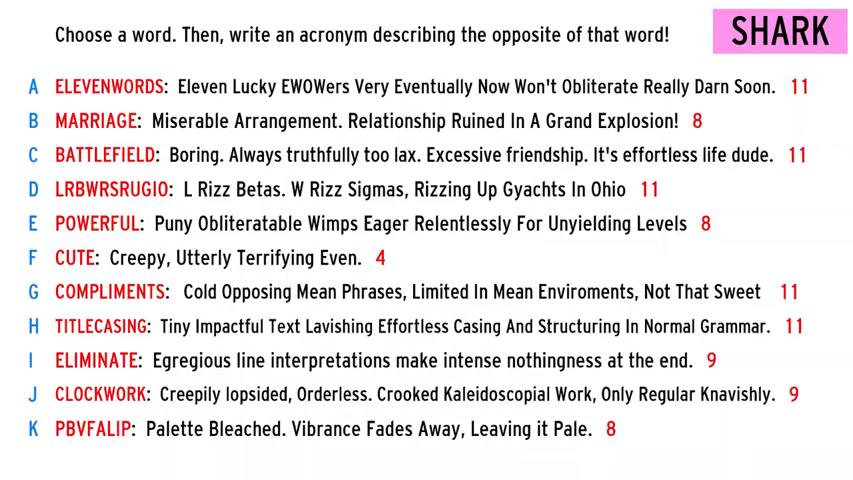 Choose a word. Then, write an acronym describing the opposite of that word!
SHARK
A ELEVENWORDS: Eleven Lucky EWOWers Very Eventually Now Won't Obliterate Really Darn Soon. 11
B MARRIAGE: Miserable Arrangement. Relationship Ruined In A Grand Explosion! 8
C BATTLEFIELD: Boring. Always truthfully too lax. Excessive friendship. It's effortless life dude. 11
D LRBWRSRUGIO: L Rizz Betas. W Rizz Sigmas, Rizzing Up Gyachts In Ohio 11
E POWERFUL: Puny Obliteratable Wimps Eager Relentlessly For Unyielding Levels 8
F CUTE: Creepy, Utterly Terrifying Even. 4
G COMPLIMENTS: Cold Opposing Mean Phrases, Limited In Mean Enviroments, Not That Sweet 11
H TITLECASING: Tiny Impactful Text Lavishing Effortless Casing And Structuring In Normal Grammar. 11
I ELIMINATE: Egregious line interpretations make intense nothingness at the end. 9
J CLOCKWORK: Creepily lopsided, Orderless. Crooked Kaleidoscopial Work, Only Regular Knavishly. 9
K PBVFALIP: Palette Bleached. Vibrance Fades Away, Leaving it Pale. 8